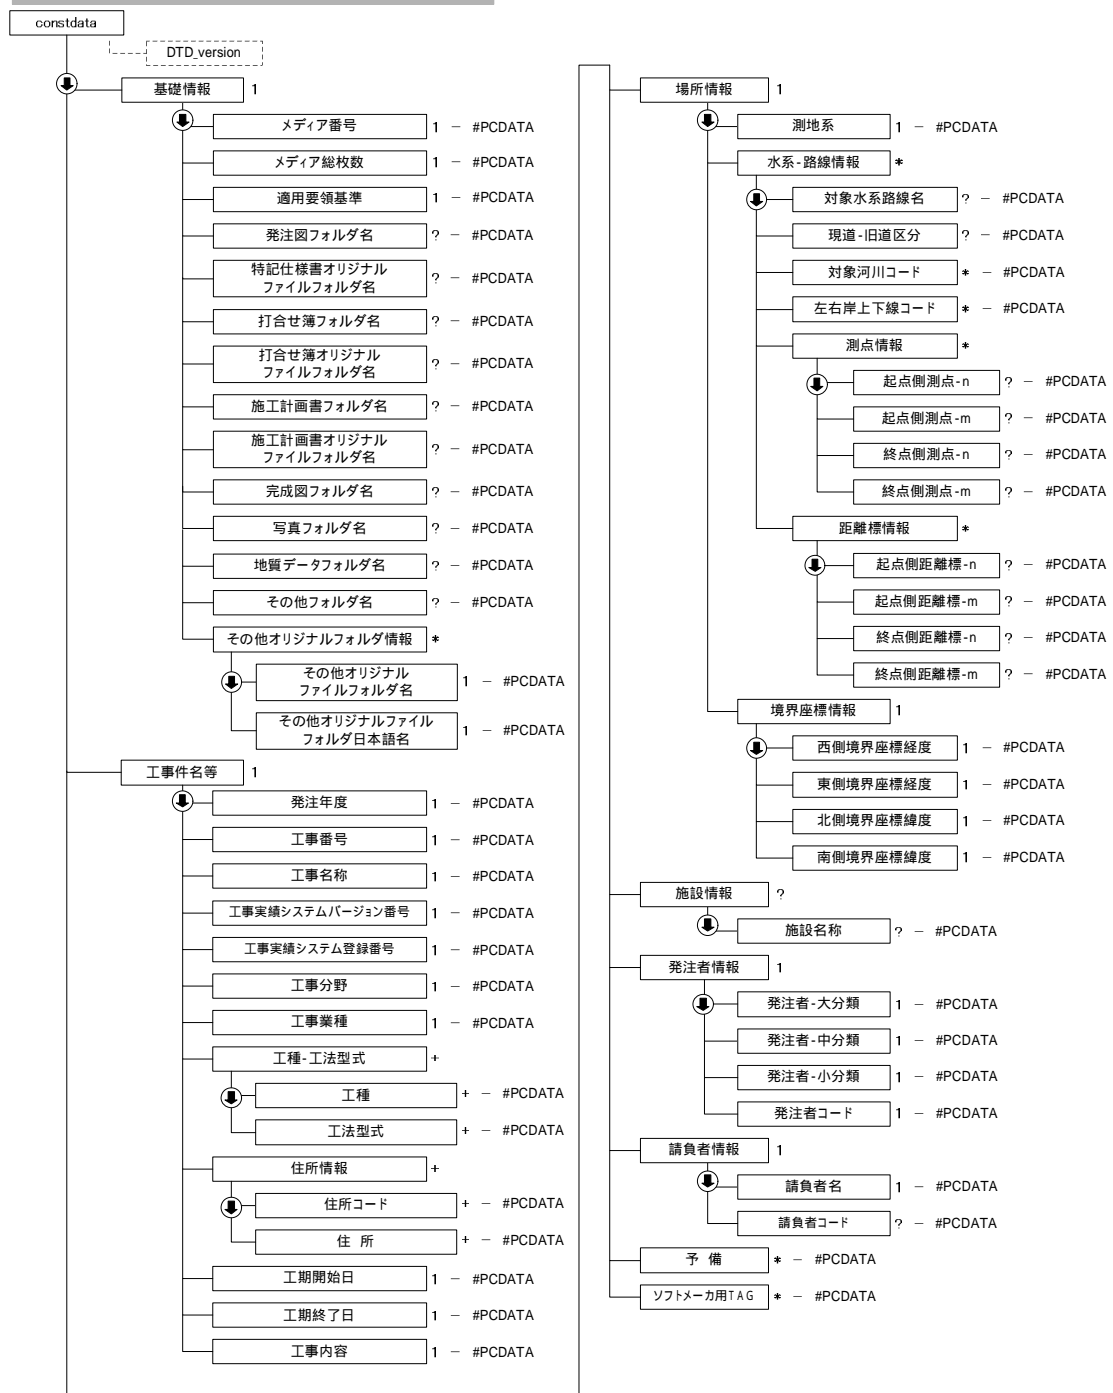 constdata
DTD_version
基礎情報 1
メディア番号 1 － #PCDATA
メディア総枚数 1 － #PCDATA
適用要領基準 1 － #PCDATA
発注図フォルダ名 ? － #PCDATA
特記仕様書オリジナル
ファイルフォルダ名 ? － #PCDATA
打合せ簿フォルダ名 ? － #PCDATA
打合せ簿オリジナル
ファイルフォルダ名 ? － #PCDATA
施工計画書フォルダ名 ? － #PCDATA
施工計画書オリジナル
ファイルフォルダ名 ? － #PCDATA
完成図フォルダ名 ? － #PCDATA
写真フォルダ名 ? － #PCDATA
地質データフォルダ名 ? － #PCDATA
その他フォルダ名 ? － #PCDATA
その他オリジナルフォルダ情報 *
その他オリジナル
ファイルフォルダ名 1 － #PCDATA
その他オリジナルファイル
フォルダ日本語名 1 － #PCDATA
工事件名等 1
発注年度 1 － #PCDATA
工事番号 1 － #PCDATA
工事名称 1 － #PCDATA
工事実績システムバージョン番号 1 － #PCDATA
工事実績システム登録番号 1 － #PCDATA
工事分野 1 － #PCDATA
工事業種 1 － #PCDATA
工種-工法型式 +
工種 + － #PCDATA
工法型式 + － #PCDATA
住所情報 +
住所コード + － #PCDATA
住 所 + － #PCDATA
工期開始日 1 － #PCDATA
工期終了日 1 － #PCDATA
工事内容 1 － #PCDATA
場所情報 1
測地系 1 － #PCDATA
水系-路線情報 *
対象水系路線名 ? － #PCDATA
現道-旧道区分 ? － #PCDATA
対象河川コード * － #PCDATA
左右岸上下線コード * － #PCDATA
測点情報 *
起点側測点-n ? － #PCDATA
起点側測点-m ? － #PCDATA
終点側測点-n ? － #PCDATA
終点側測点-m ? － #PCDATA
距離標情報 *
起点側距離標-n ? － #PCDATA
起点側距離標-m ? － #PCDATA
終点側距離標-n ? － #PCDATA
終点側距離標-m ? － #PCDATA
境界座標情報 1
西側境界座標経度 1 － #PCDATA
東側境界座標経度 1 － #PCDATA
北側境界座標緯度 1 － #PCDATA
南側境界座標緯度 1 － #PCDATA
施設情報 ?
施設名称 ? － #PCDATA
発注者情報 1
発注者-大分類 1 － #PCDATA
発注者-中分類 1 － #PCDATA
発注者-小分類 1 － #PCDATA
発注者コード 1 － #PCDATA
請負者情報 1
請負者名 1 － #PCDATA
請負者コード ? － #PCDATA
予 備 * － #PCDATA
ソフトメーカ用TAG * － #PCDATA